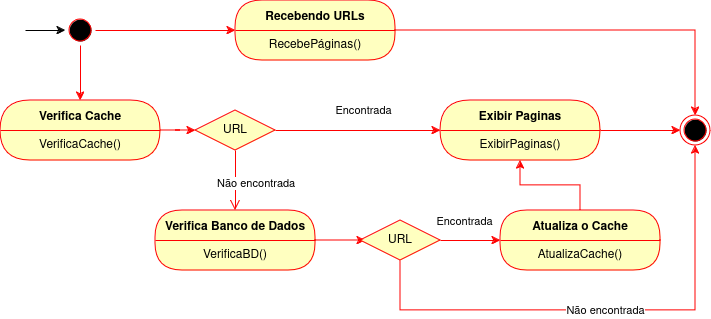 Recebendo URLs
RecebePáginas()
Verifica Cache
VerificaCache()
URL
Encontrada
Exibir Paginas
ExibirPaginas()
Não encontrada
Verifica Banco de Dados
VerificaBD()
URL
Encontrada
Atualiza o Cache
AtualizaCache()
Não encontrada